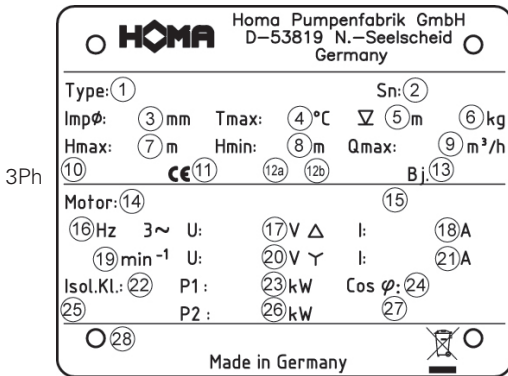 HOMA Homa Pumpenfabrik GmbH
D-53819 N.-Seelscheid
Germany
Type: 1 Sn: 2
Impø: 3 mm Tmax: 4 °C 5 m 6 kg
Hmax: 7 m Hmin: 8 m Qmax: 9 m³/h
3Ph
10 CE 11 12a 12b Bj. 13
Motor: 14 15
16 Hz 3~ U: 17 V △ I: 18 A
19 min⁻¹ U: 20 V Y I: 21 A
Isol.Kl.: 22 P1 : 23 kW Cos φ: 24
25 P2 : 26 kW 27
28
Made in Germany